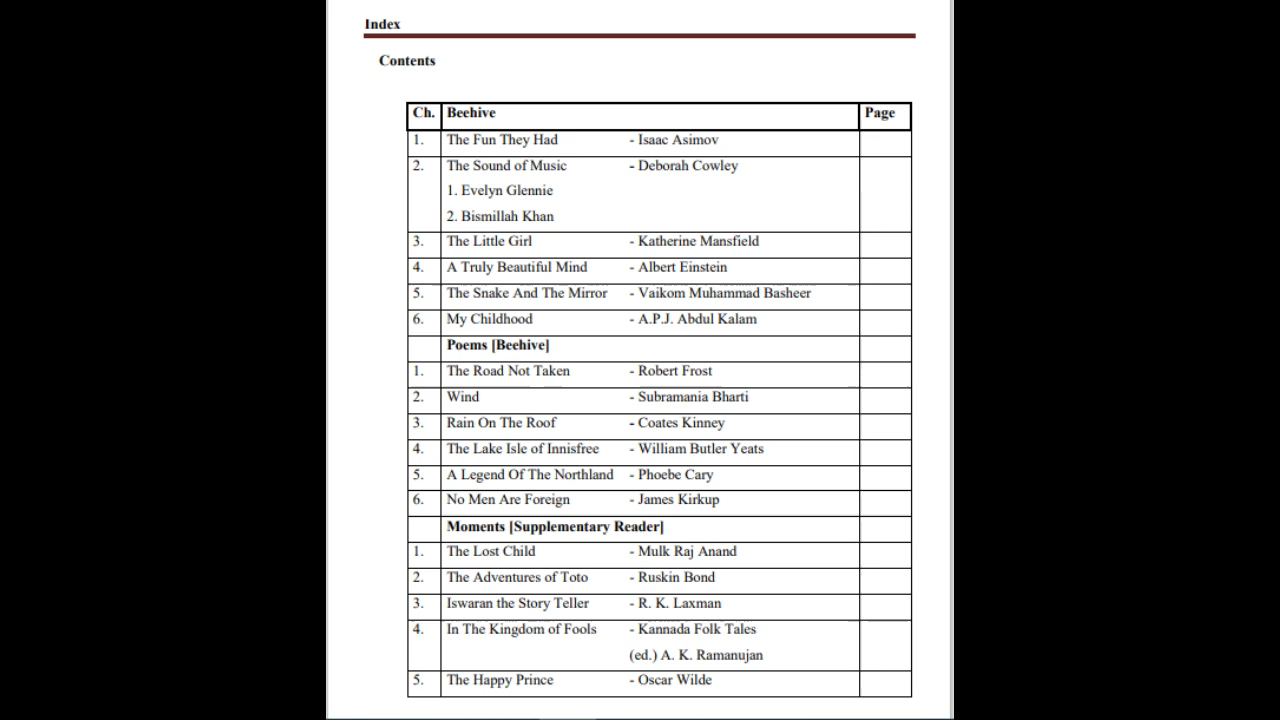 Index
Contents
Ch. Beehive Page
1. The Fun They Had - Isaac Asimov
2. The Sound of Music - Deborah Cowley
1. Evelyn Glennie
2. Bismillah Khan
3. The Little Girl - Katherine Mansfield
4. A Truly Beautiful Mind - Albert Einstein
5. The Snake And The Mirror - Vaikom Muhammad Basheer
6. My Childhood - A.P.J. Abdul Kalam
Poems [Beehive]
1. The Road Not Taken - Robert Frost
2. Wind - Subramania Bharti
3. Rain On The Roof - Coates Kinney
4. The Lake Isle of Innisfree - William Butler Yeats
5. A Legend Of The Northland - Phoebe Cary
6. No Men Are Foreign - James Kirkup
Moments [Supplementary Reader]
1. The Lost Child - Mulk Raj Anand
2. The Adventures of Toto - Ruskin Bond
3. Iswaran the Story Teller - R. K. Laxman
4. In The Kingdom of Fools - Kannada Folk Tales
(ed.) A. K. Ramanujan
5. The Happy Prince - Oscar Wilde